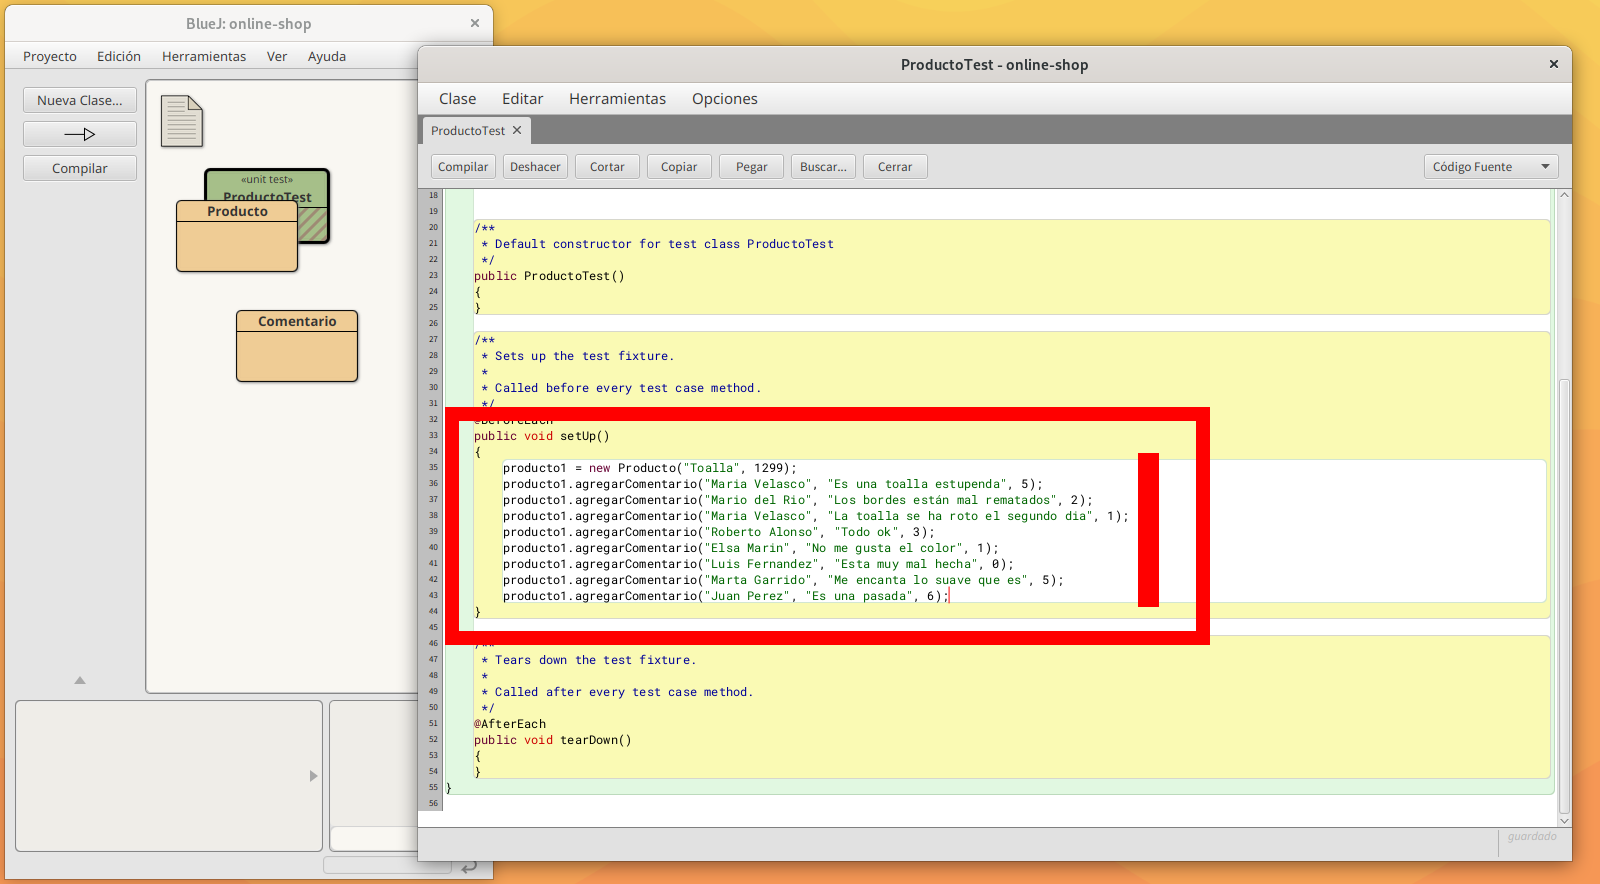 BlueJ: online-shop
Proyecto Edición Herramientas Ver Ayuda
Nueva Clase...
Compilar
«unit test»
ProductoTest
Producto
Comentario
ProductoTest - online-shop
Clase Editar Herramientas Opciones
ProductoTest
Compilar Deshacer Cortar Copiar Pegar Buscar... Cerrar Código Fuente
18
19
20 /**
21 * Default constructor for test class ProductoTest
22 */
23 public ProductoTest()
24 {
25 }
26
27 /**
28 * Sets up the test fixture.
29 *
30 * Called before every test case method.
31 */
32 @BeforeEach
33 public void setUp()
34 {
35 producto1 = new Producto("Toalla", 1299);
36 producto1.agregarComentario("Maria Velasco", "Es una toalla estupenda", 5);
37 producto1.agregarComentario("Mario del Rio", "Los bordes están mal rematados", 2);
38 producto1.agregarComentario("Maria Velasco", "La toalla se ha roto el segundo dia", 1);
39 producto1.agregarComentario("Roberto Alonso", "Todo ok", 3);
40 producto1.agregarComentario("Elsa Marin", "No me gusta el color", 1);
41 producto1.agregarComentario("Luis Fernandez", "Esta muy mal hecha", 0);
42 producto1.agregarComentario("Marta Garrido", "Me encanta lo suave que es", 5);
43 producto1.agregarComentario("Juan Perez", "Es una pasada", 6);
44 }
45
46 /**
47 * Tears down the test fixture.
48 *
49 * Called after every test case method.
50 */
51 @AfterEach
52 public void tearDown()
53 {
54 }
55 }
56
guardado